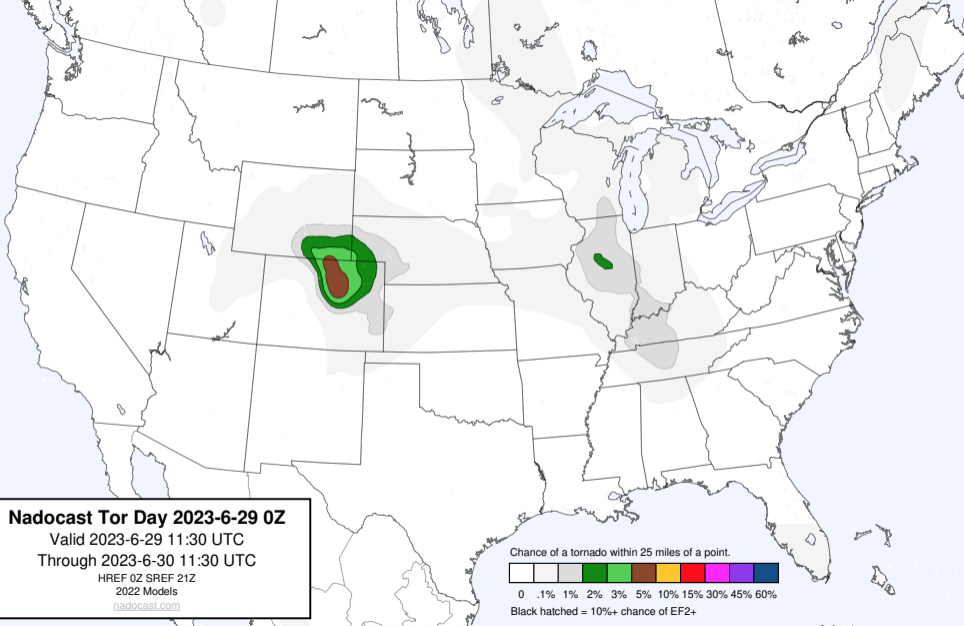 Nadocast Tor Day 2023-6-29 0Z
Valid 2023-6-29 11:30 UTC
Through 2023-6-30 11:30 UTC
HREF 0Z SREF 21Z
2022 Models
nadocast.com
Chance of a tornado within 25 miles of a point.
0 .1% 1% 2% 3% 5% 10% 15% 30% 45% 60%
Black hatched = 10%+ chance of EF2+